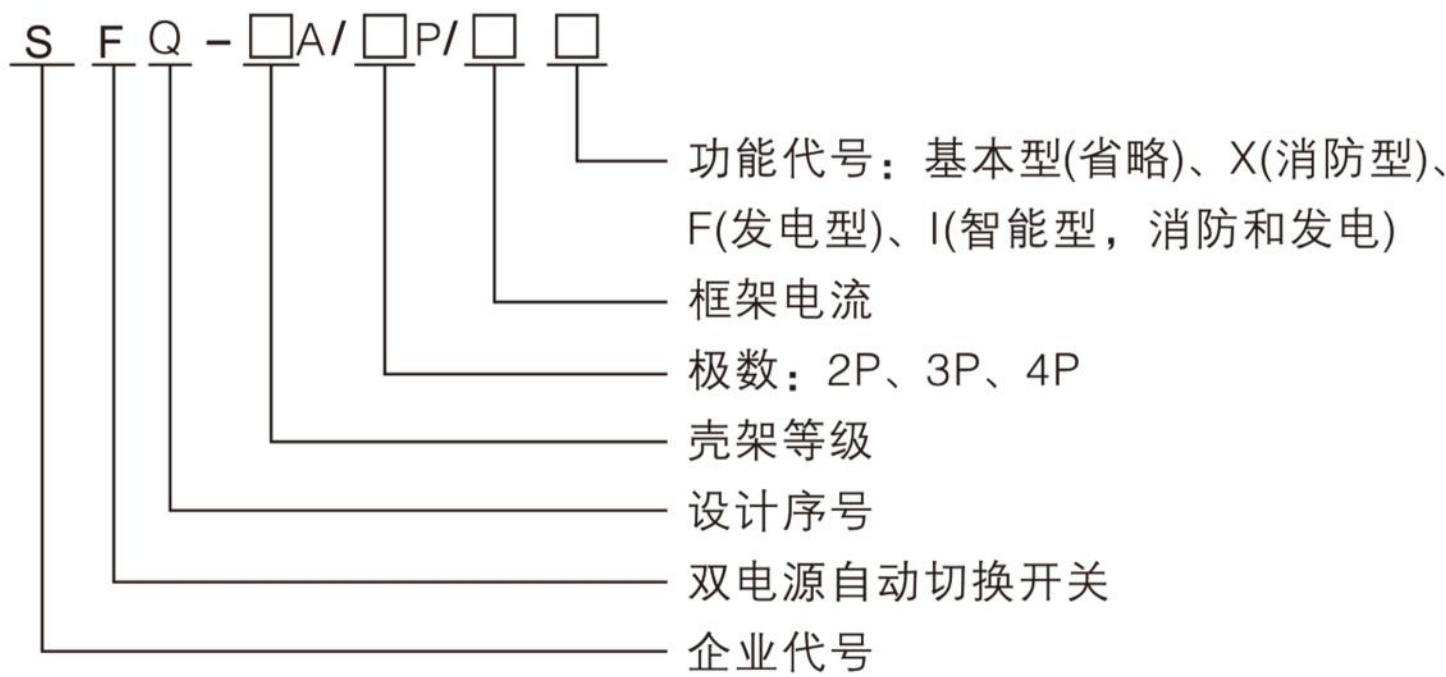 S F Q – □A/□P/□ □
功能代号：基本型(省略)、X(消防型)、
F(发电型)、I(智能型，消防和发电)
框架电流
极数：2P、3P、4P
壳架等级
设计序号
双电源自动切换开关
企业代号